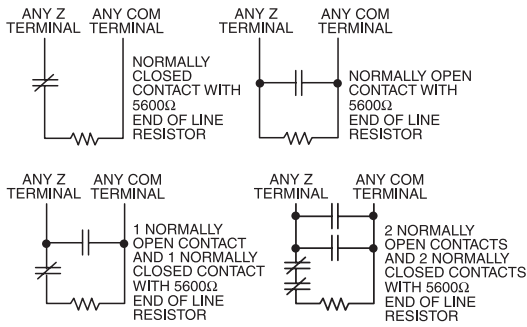 ANY Z
TERMINAL
ANY COM
TERMINAL
NORMALLY
CLOSED
CONTACT WITH
5600Ω
END OF LINE
RESISTOR
ANY Z
TERMINAL
ANY COM
TERMINAL
NORMALLY OPEN
CONTACT WITH
5600Ω
END OF LINE
RESISTOR
ANY Z
TERMINAL
ANY COM
TERMINAL
1 NORMALLY
OPEN CONTACT
AND 1 NORMALLY
CLOSED CONTACT
WITH 5600Ω
END OF LINE
RESISTOR
ANY Z
TERMINAL
ANY COM
TERMINAL
2 NORMALLY
OPEN CONTACTS
AND 2 NORMALLY
CLOSED CONTACTS
WITH 5600Ω
END OF LINE
RESISTOR